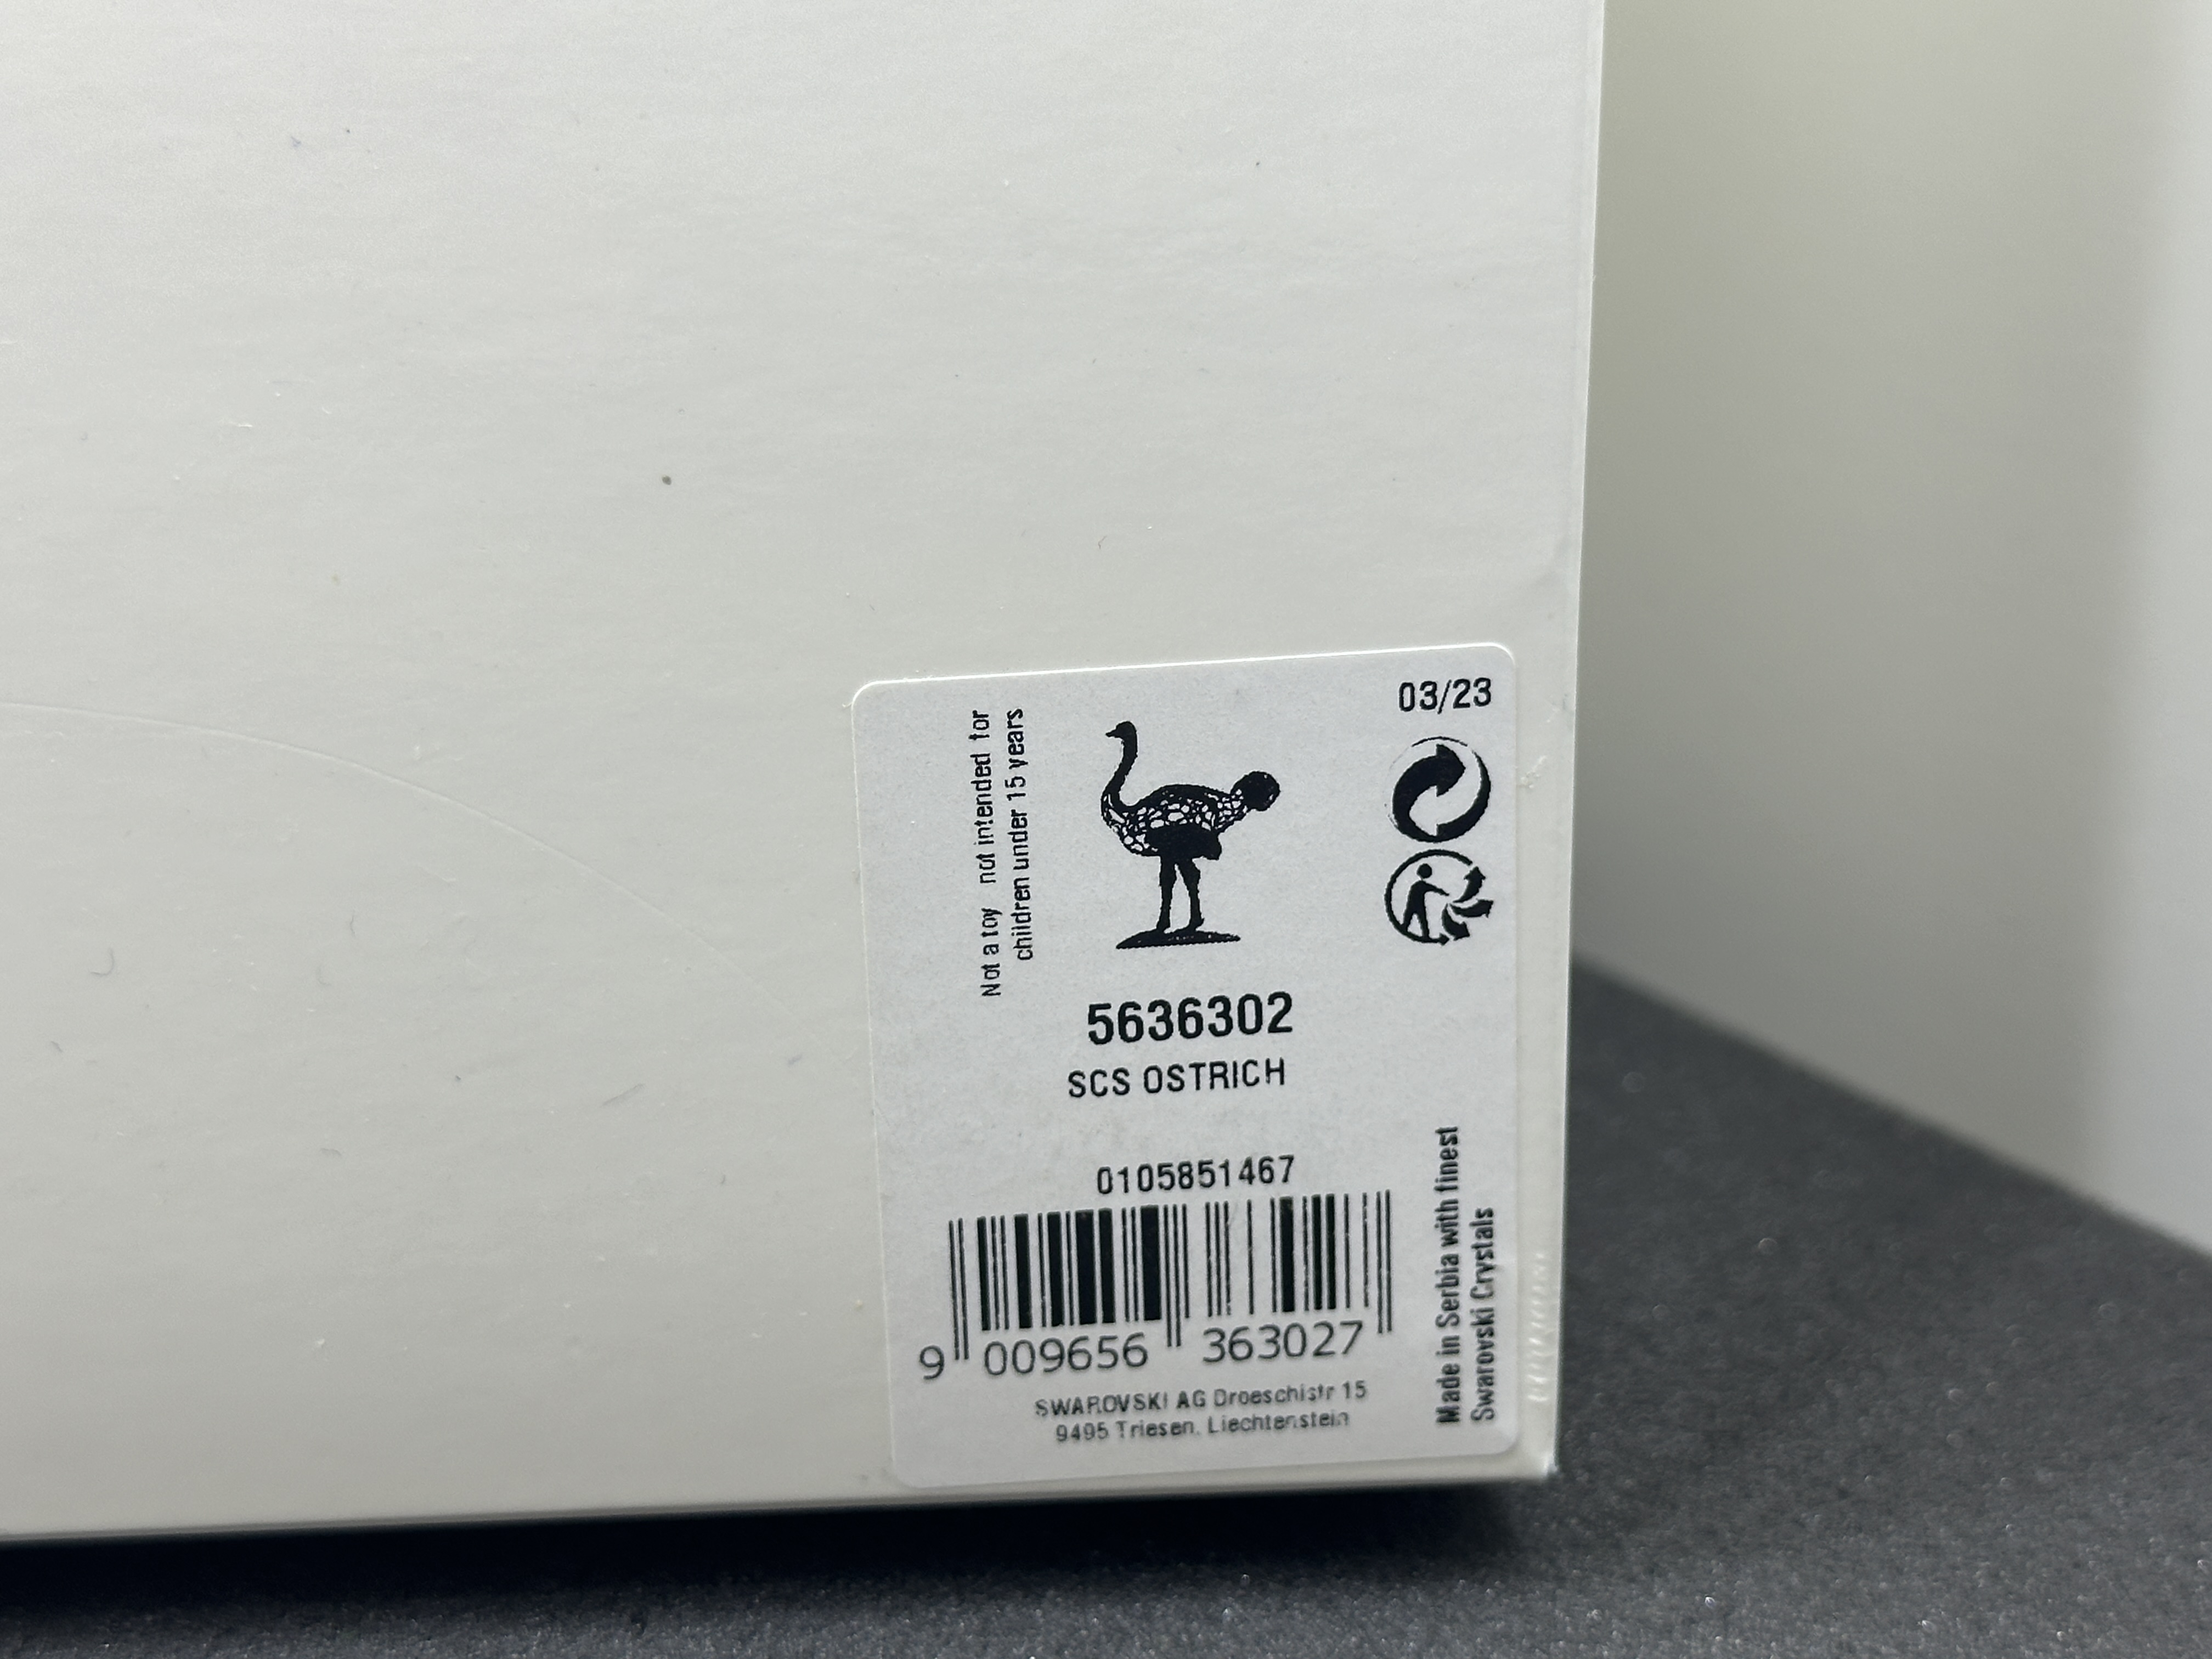 03/23
Not a toy not intended for
children under 15 years
5636302
SCS OSTRICH
0105851467
9 009656 363027
SWAROVSKI AG Droeschistr 15
9495 Triesen, Liechtenstein
Made in Serbia with finest
Swarovski Crystals